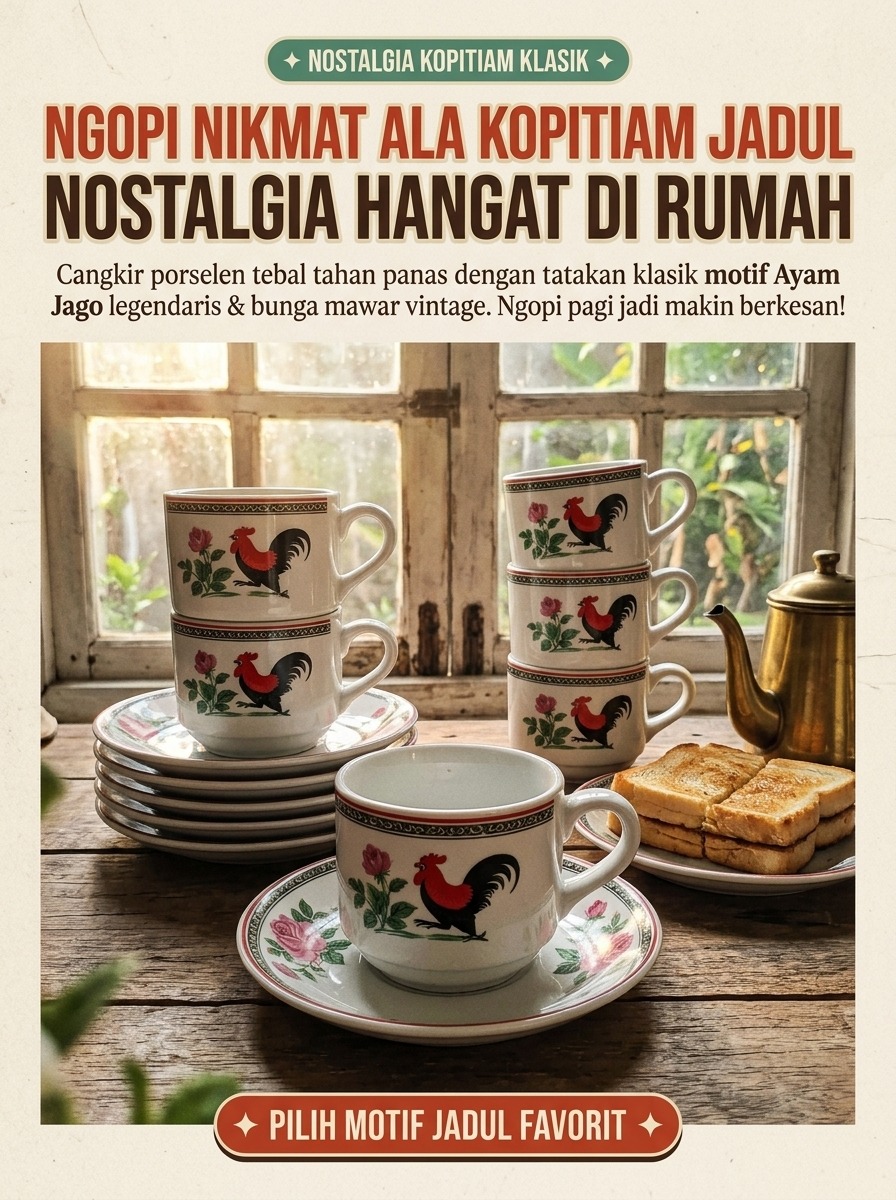 ✦ NOSTALGIA KOPITIAM KLASIK ✦
NGOPI NIKMAT ALA KOPITIAM JADUL
NOSTALGIA HANGAT DI RUMAH
Cangkir porselen tebal tahan panas dengan tatakan klasik motif Ayam
Jago legendaris & bunga mawar vintage. Ngopi pagi jadi makin berkesan!
✦ PILIH MOTIF JADUL FAVORIT ✦